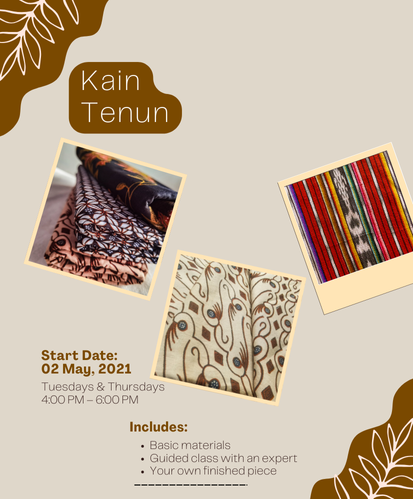 Kain
Tenun
Start Date:
02 May, 2021
Tuesdays & Thursdays
4:00 PM – 6:00 PM
Includes:
Basic materials
Guided class with an expert
Your own finished piece